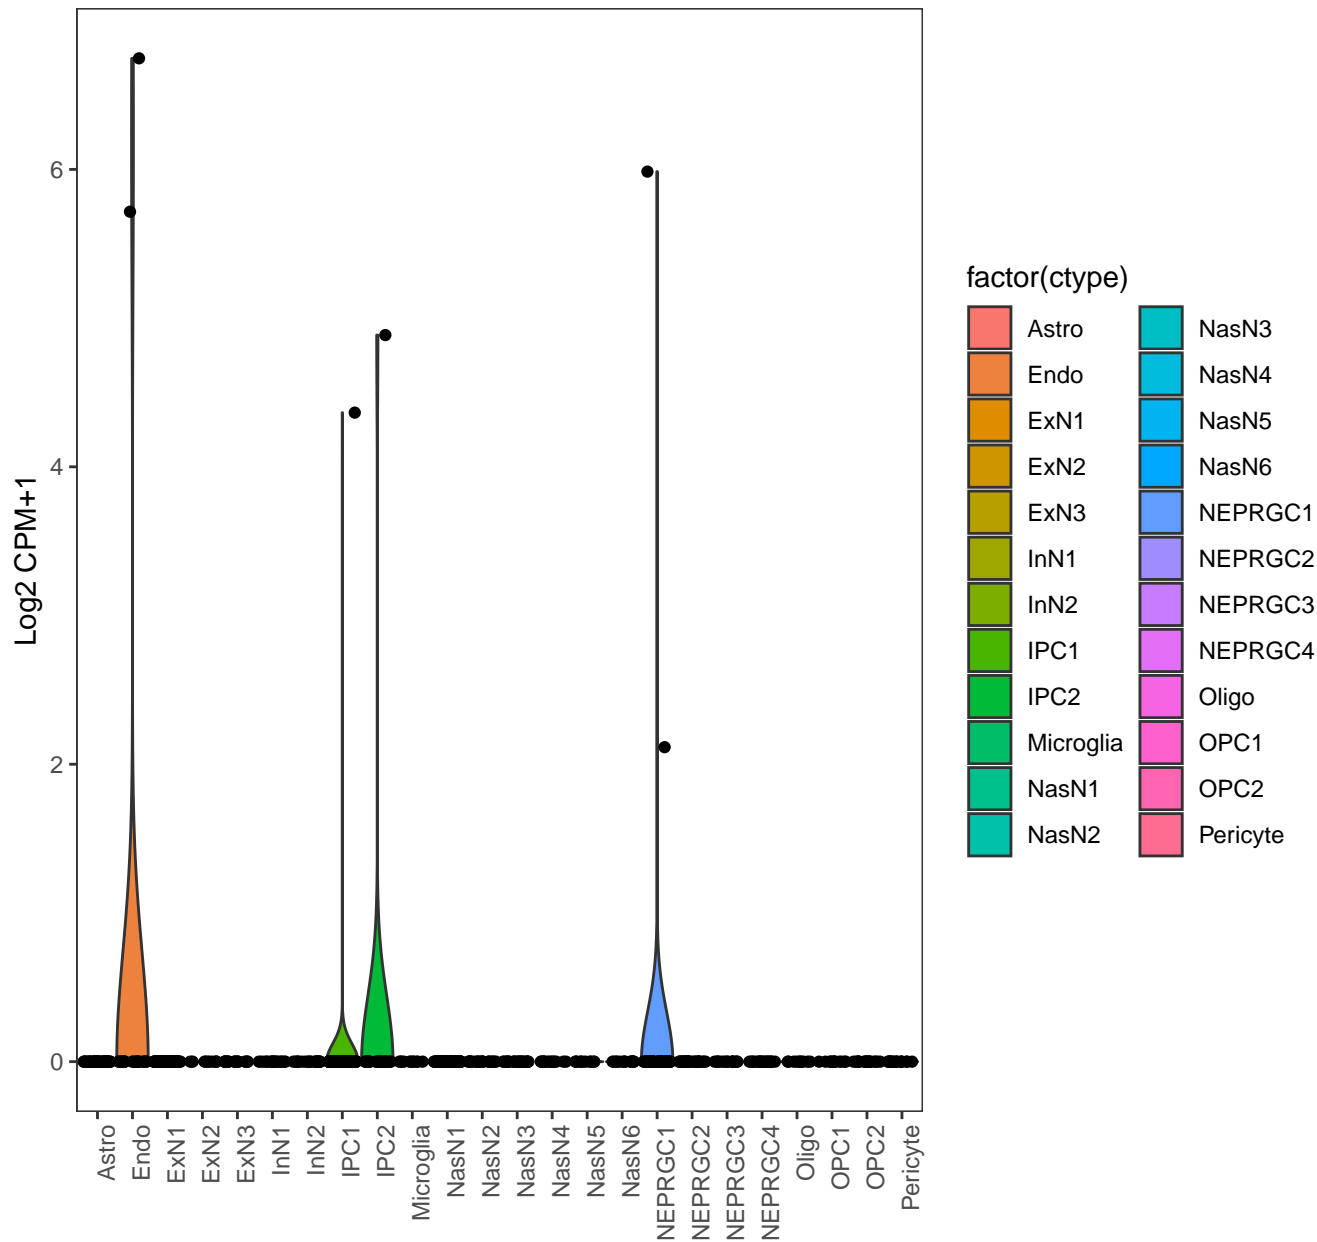 6
4
2
0
Log2 CPM+1
Astro
Endo
ExN1
ExN2
ExN3
InN1
InN2
IPC1
IPC2
Microglia
NasN1
NasN2
NasN3
NasN4
NasN5
NasN6
NEPRGC1
NEPRGC2
NEPRGC3
NEPRGC4
Oligo
OPC1
OPC2
Pericyte
factor(ctype)
Astro
Endo
ExN1
ExN2
ExN3
InN1
InN2
IPC1
IPC2
Microglia
NasN1
NasN2
NasN3
NasN4
NasN5
NasN6
NEPRGC1
NEPRGC2
NEPRGC3
NEPRGC4
Oligo
OPC1
OPC2
Pericyte